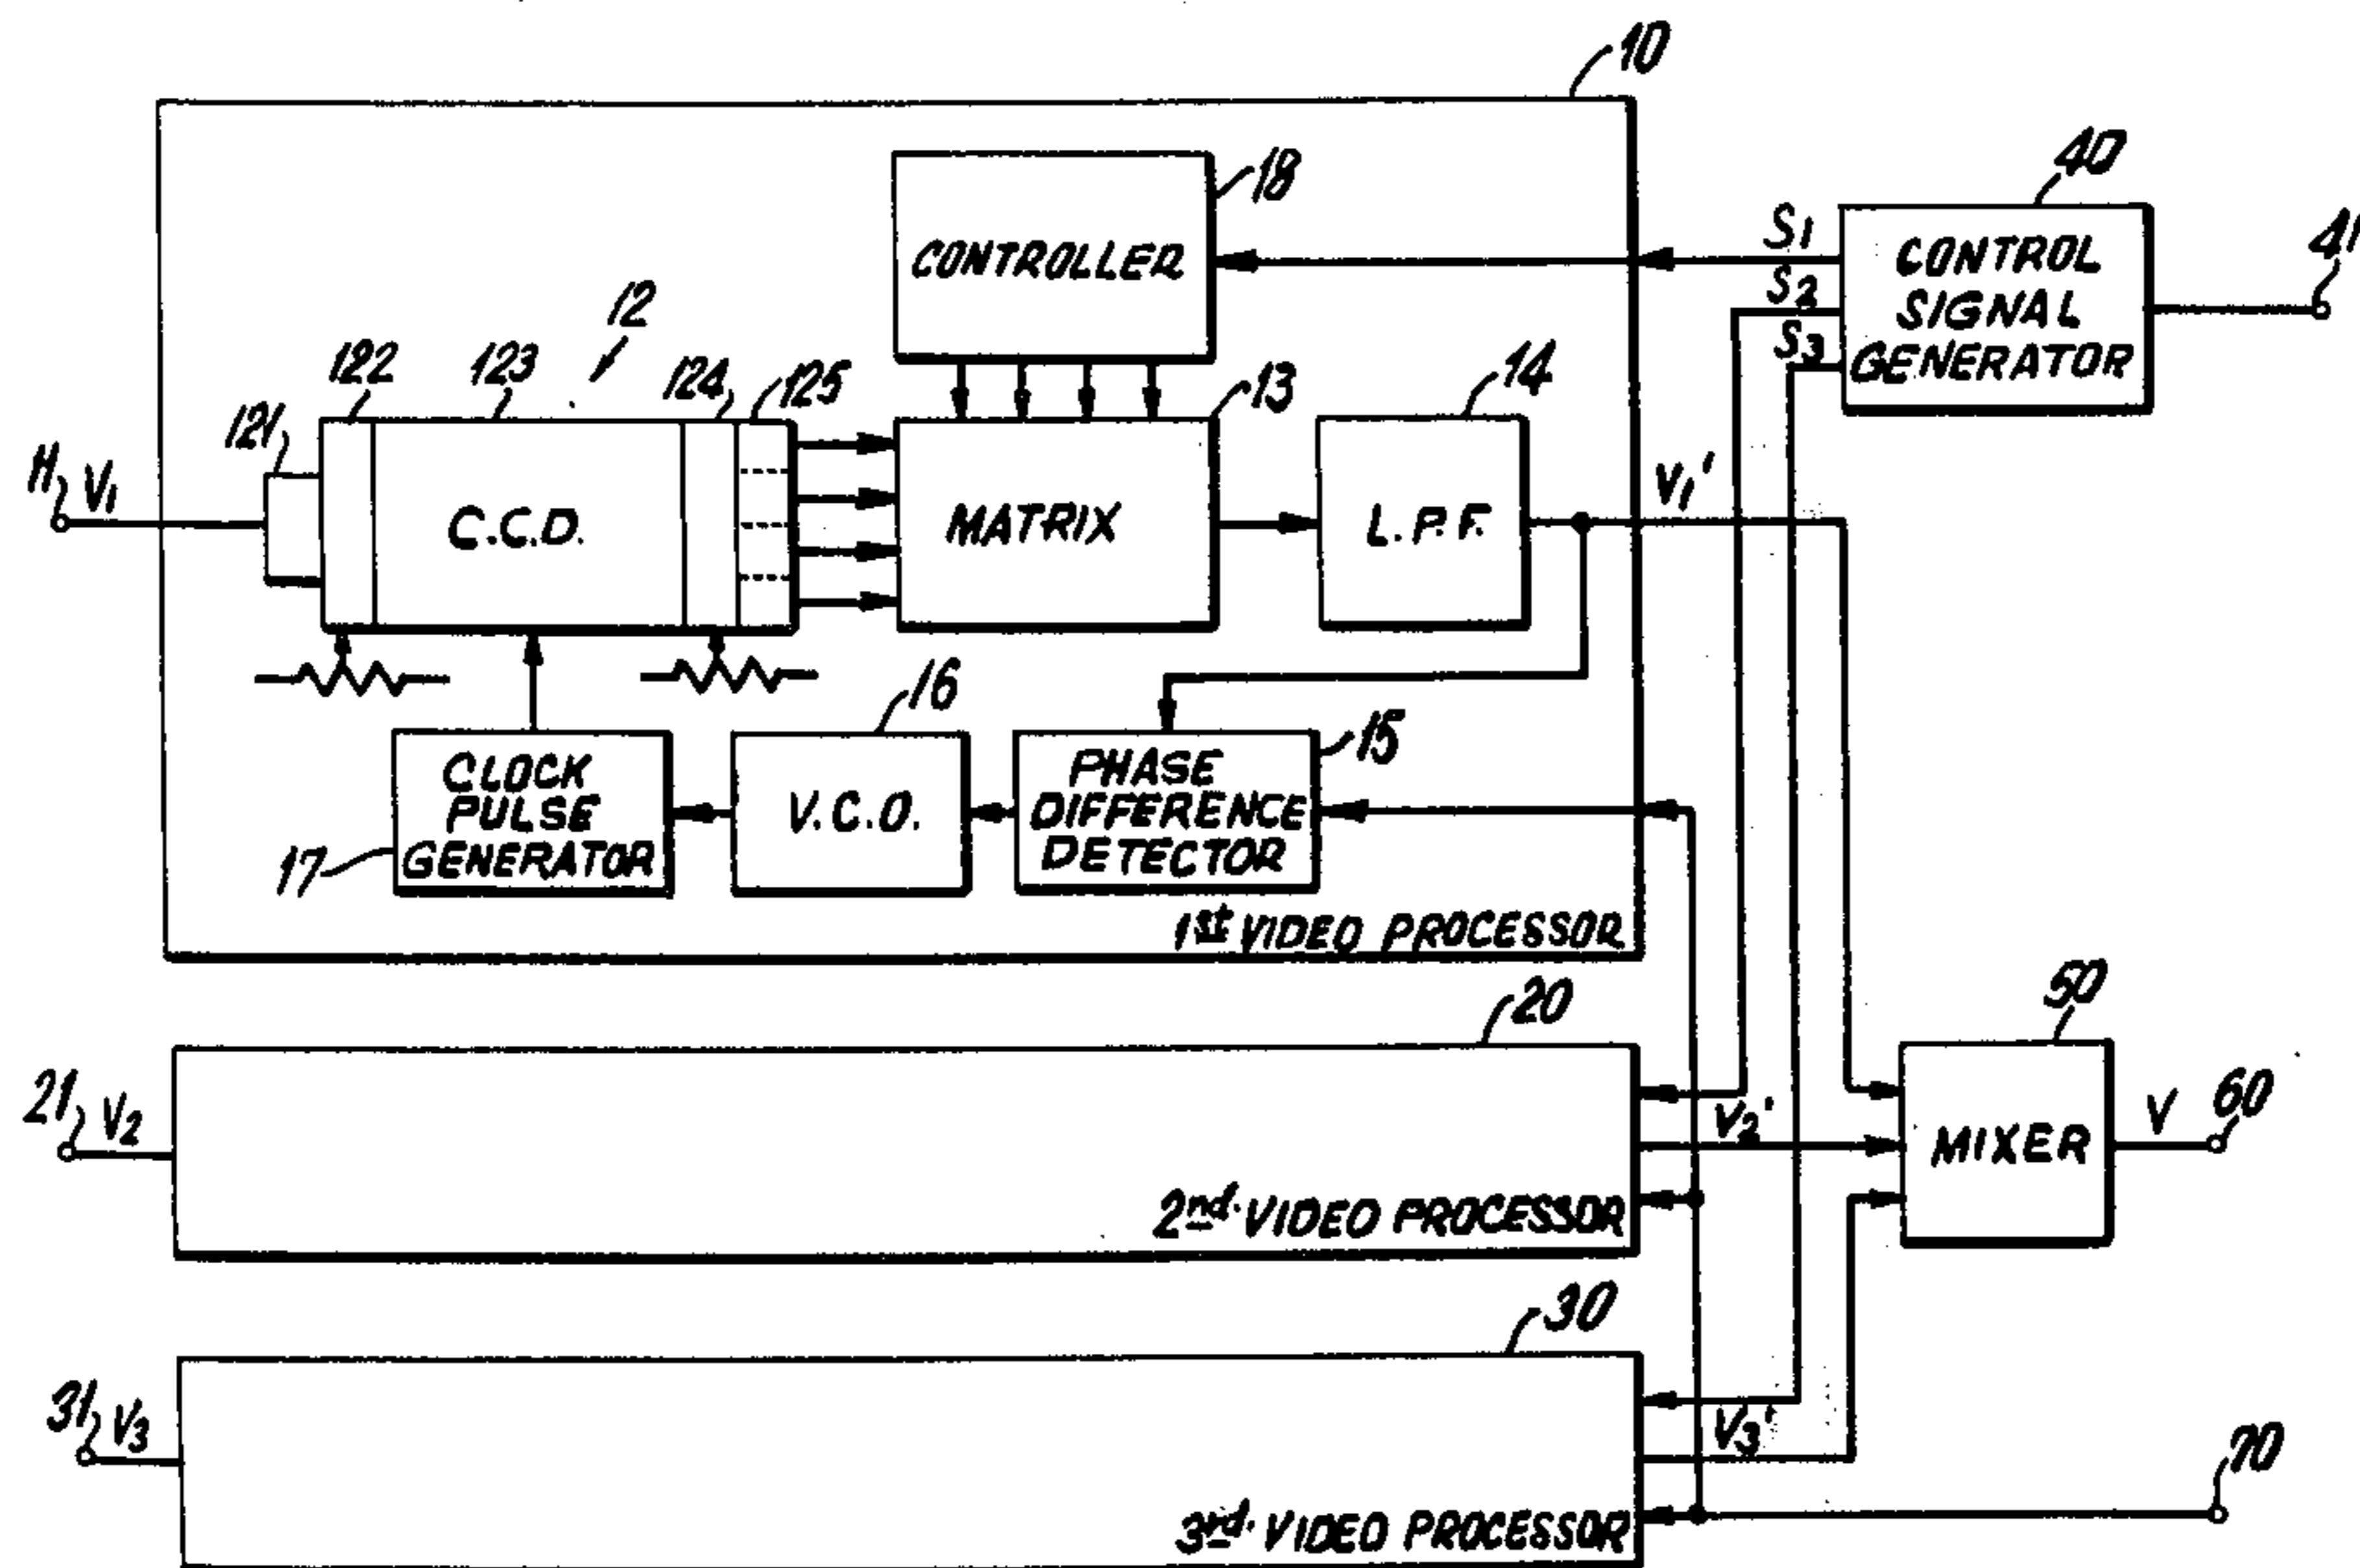 10
18
40
CONTROLLER
S1
CONTROL
SIGNAL
GENERATOR
41
S2
S3
12
122
123
124
125
13
14
121
11
V1
C.C.D.
MATRIX
L.P.F.
V1'
16
15
CLOCK
PULSE
GENERATOR
17
V.C.O.
PHASE
DIFFERENCE
DETECTOR
1st VIDEO PROCESSOR
20
50
21
V2
V2'
MIXER
V
60
2nd. VIDEO PROCESSOR
30
31
V3
V3'
70
3rd. VIDEO PROCESSOR